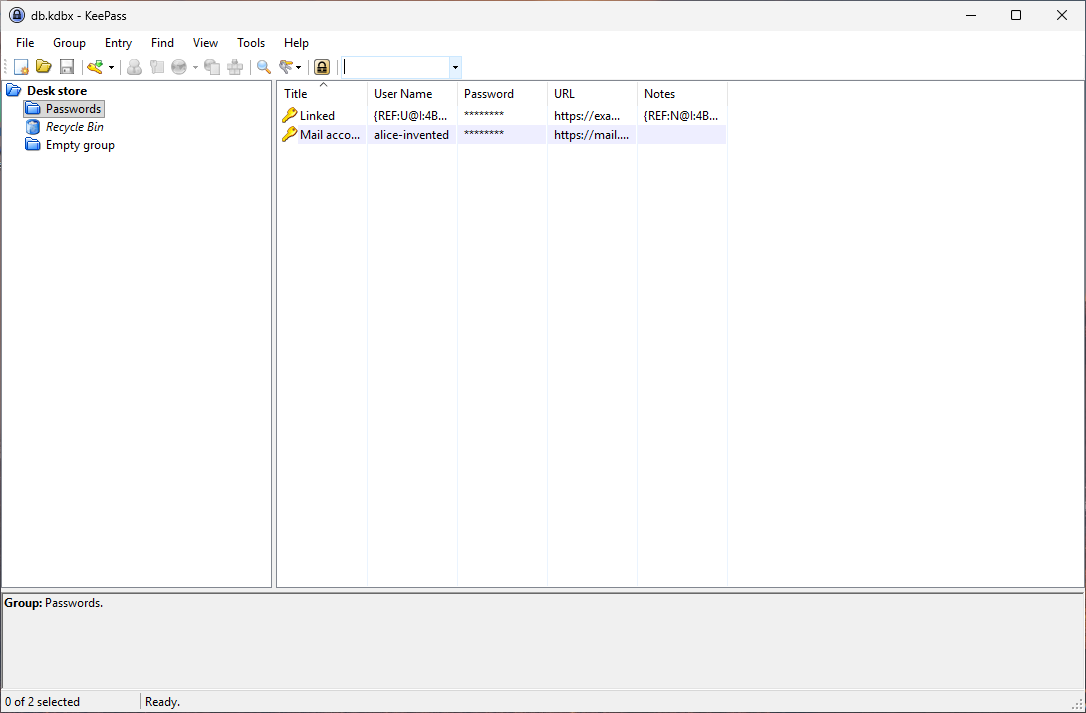 db.kdbx - KeePass
File Group Entry Find View Tools Help
Desk store
Passwords
Recycle Bin
Empty group
Title User Name Password URL Notes
Linked {REF:U@I:4B... ******** https://exa... {REF:N@I:4B...
Mail acco... alice-invented ******** https://mail....
Group: Passwords.
0 of 2 selected Ready.